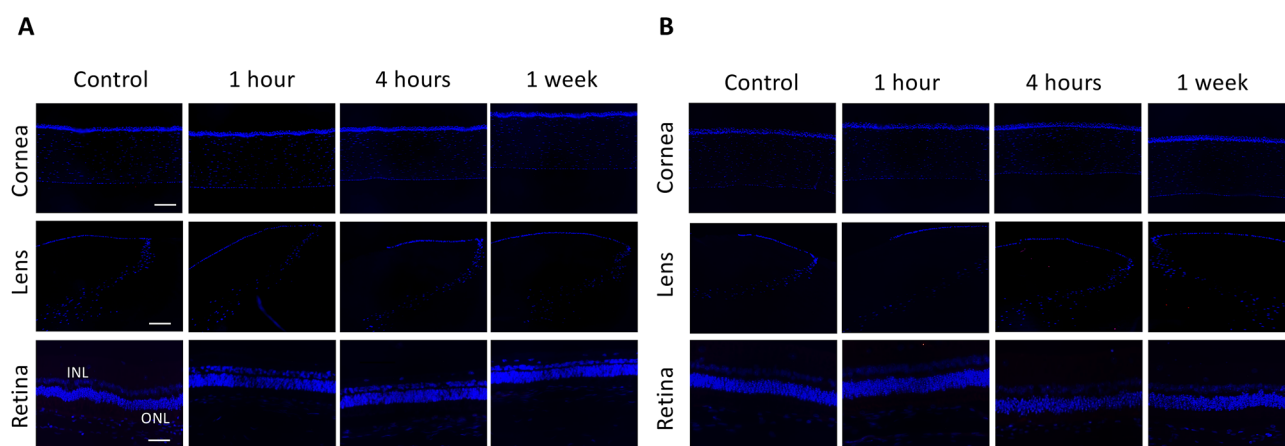 A
Control 1 hour 4 hours 1 week
Cornea
Lens
Retina
INL
ONL
B
Control 1 hour 4 hours 1 week
Cornea
Lens
Retina